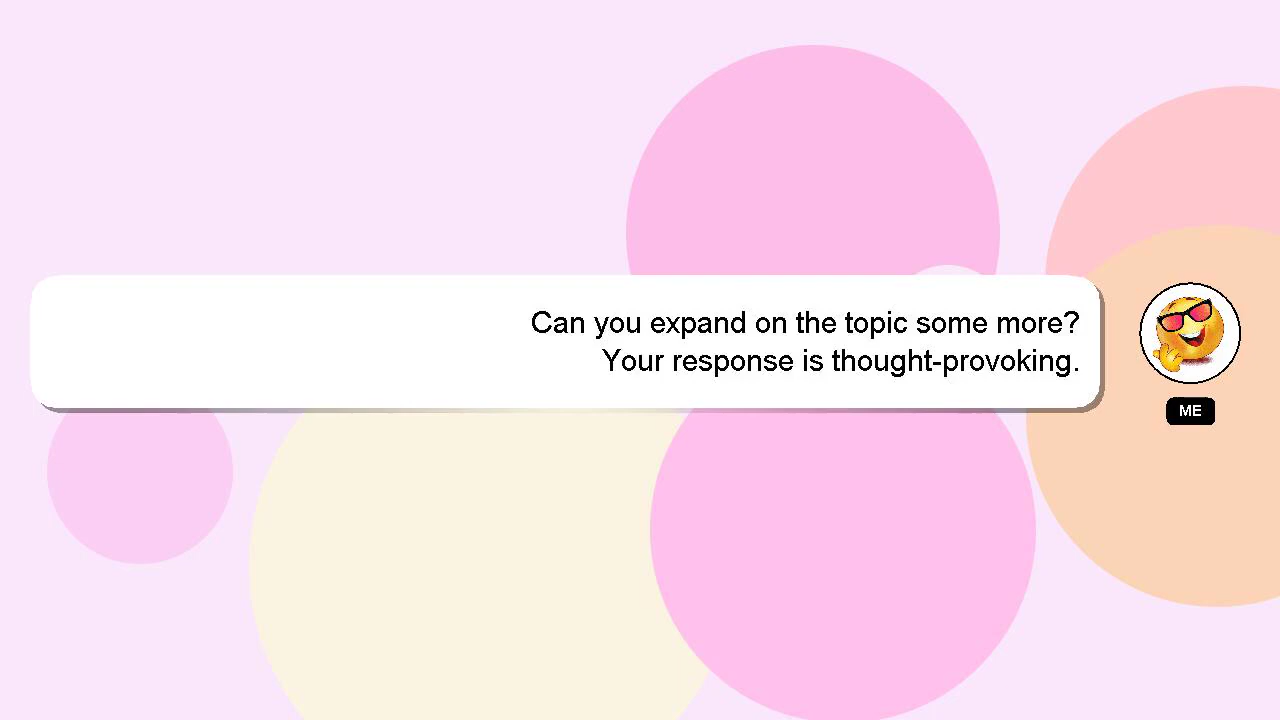 Can you expand on the topic some more?
Your response is thought-provoking.
ME